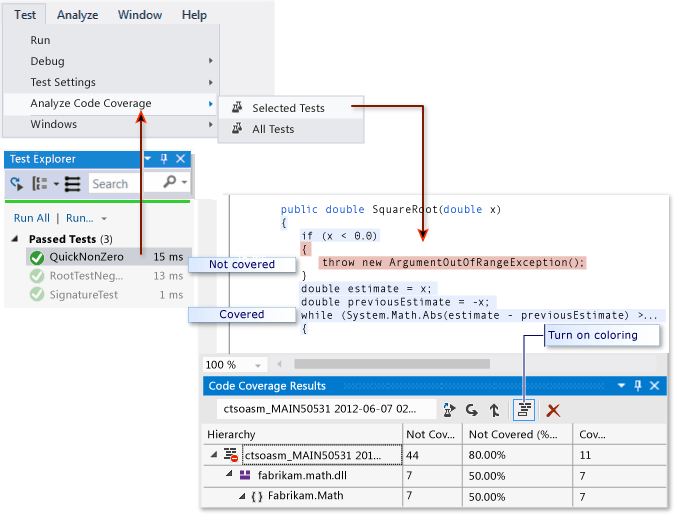 Test Analyze Window Help
Run
Debug
Test Settings
Analyze Code Coverage
Windows
Selected Tests
All Tests
Test Explorer
Search
Run All | Run...
Passed Tests (3)
QuickNonZero 15 ms
RootTestNeg... 13 ms
SignatureTest 1 ms
public double SquareRoot(double x)
{
if (x < 0.0)
{
Not covered
throw new ArgumentOutOfRangeException();
}
double estimate = x;
double previousEstimate = -x;
Covered
while (System.Math.Abs(estimate - previousEstimate) >...
{
Turn on coloring
100 %
Code Coverage Results
ctsoasm_MAIN50531 2012-06-07 02...
Hierarchy Not Cov... Not Covered (%... Cov...
ctsoasm_MAIN50531 201... 44 80.00% 11
fabrikam.math.dll 7 50.00% 7
{ } Fabrikam.Math 7 50.00% 7